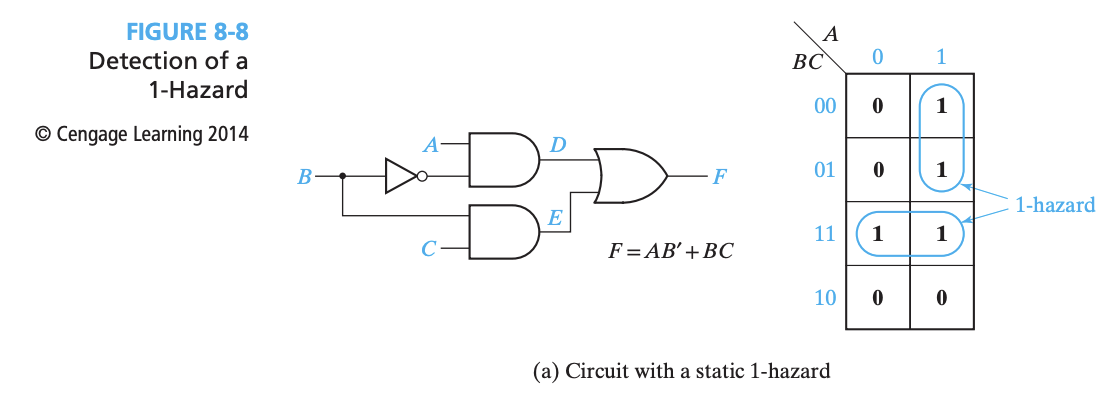 FIGURE 8-8
Detection of a
1-Hazard
© Cengage Learning 2014
A
B
C
D
E
F
F = AB′ + BC
A
BC
0 1
00 0 1
01 0 1
11 1 1
10 0 0
1-hazard
(a) Circuit with a static 1-hazard